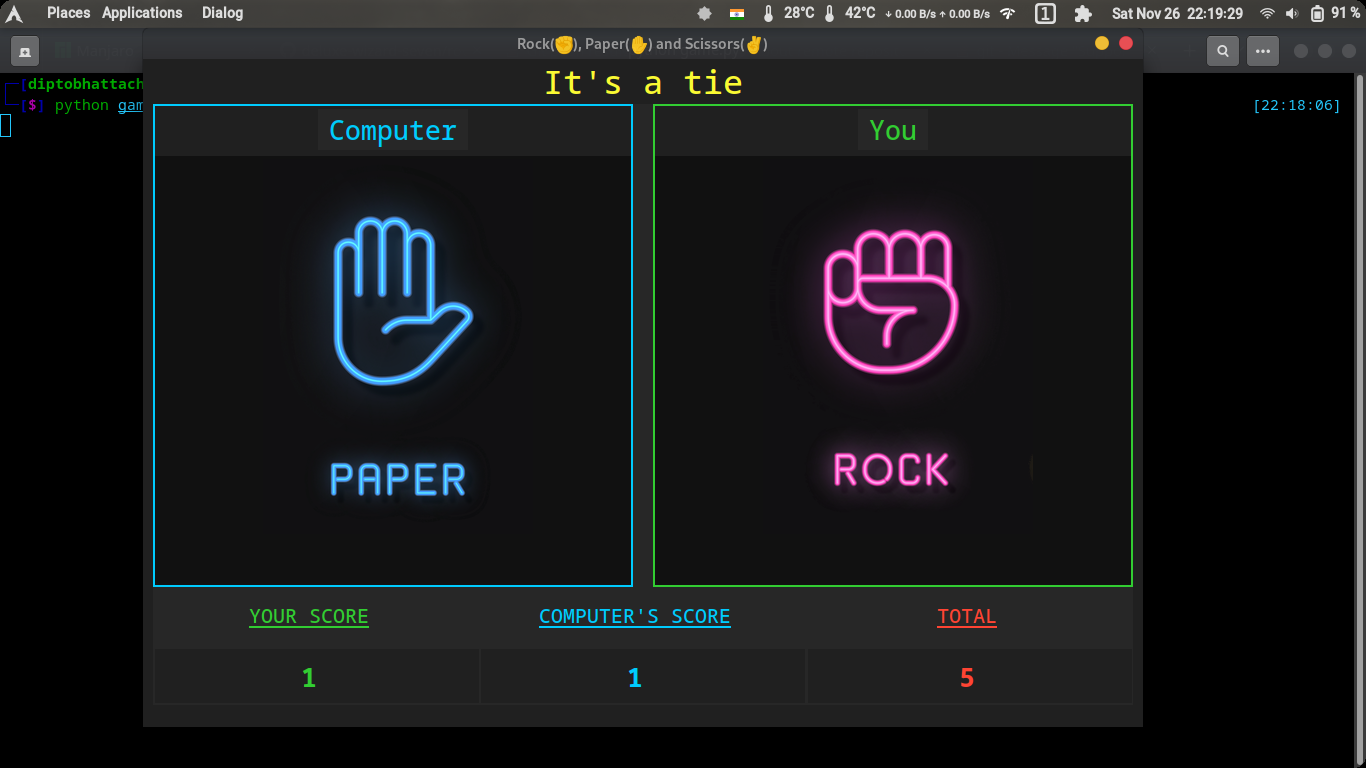 Places Applications Dialog
28°C 42°C ↓ 0.00 B/s ↑ 0.00 B/s 1 Sat Nov 26 22:19:29 91 %
Rock(✊), Paper(✋) and Scissors(✌)
[diptobhattach
[$] python gam
[22:18:06]
It's a tie
Computer
You
PAPER
ROCK
YOUR SCORE COMPUTER'S SCORE TOTAL
1 1 5